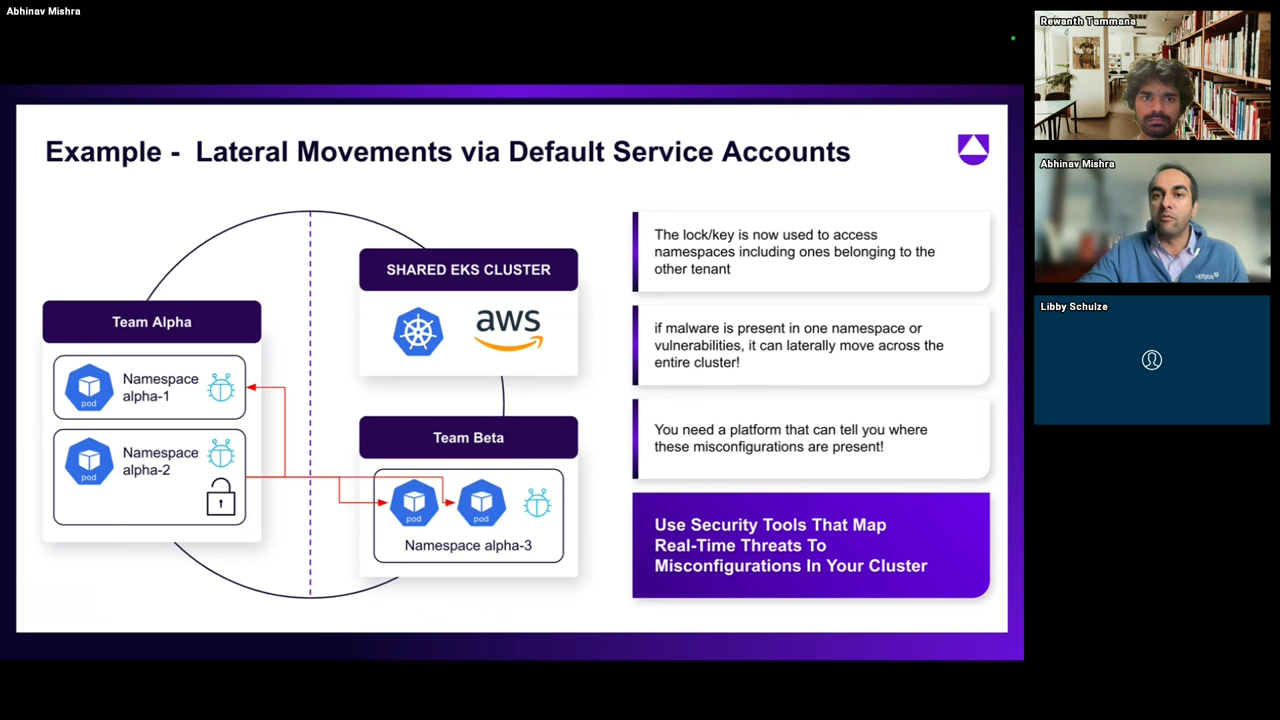 Abhinav Mishra
Example -  Lateral Movements via Default Service Accounts
Team Alpha
Namespace
alpha-1
pod
Namespace
alpha-2
pod
SHARED EKS CLUSTER
aws
Team Beta
pod
pod
Namespace alpha-3
The lock/key is now used to access
namespaces including ones belonging to the
other tenant
if malware is present in one namespace or
vulnerabilities, it can laterally move across the
entire cluster!
You need a platform that can tell you where
these misconfigurations are present!
Use Security Tools That Map
Real-Time Threats To
Misconfigurations In Your Cluster
Rewanth Tammana
Abhinav Mishra
uptycs
Libby Schulze